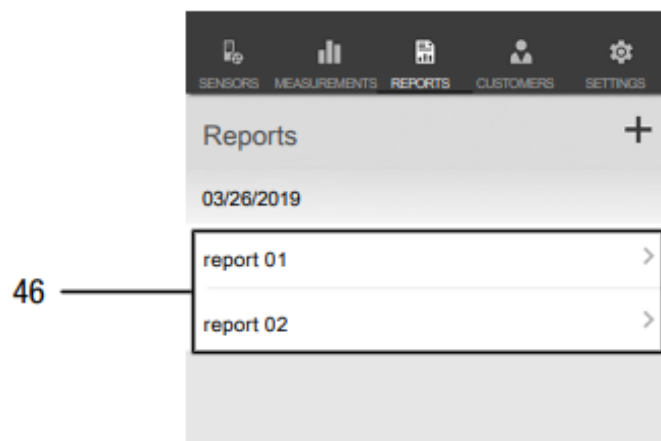 SENSORS MEASUREMENTS REPORTS CUSTOMERS SETTINGS
Reports +
03/26/2019
report 01 >
46
report 02 >